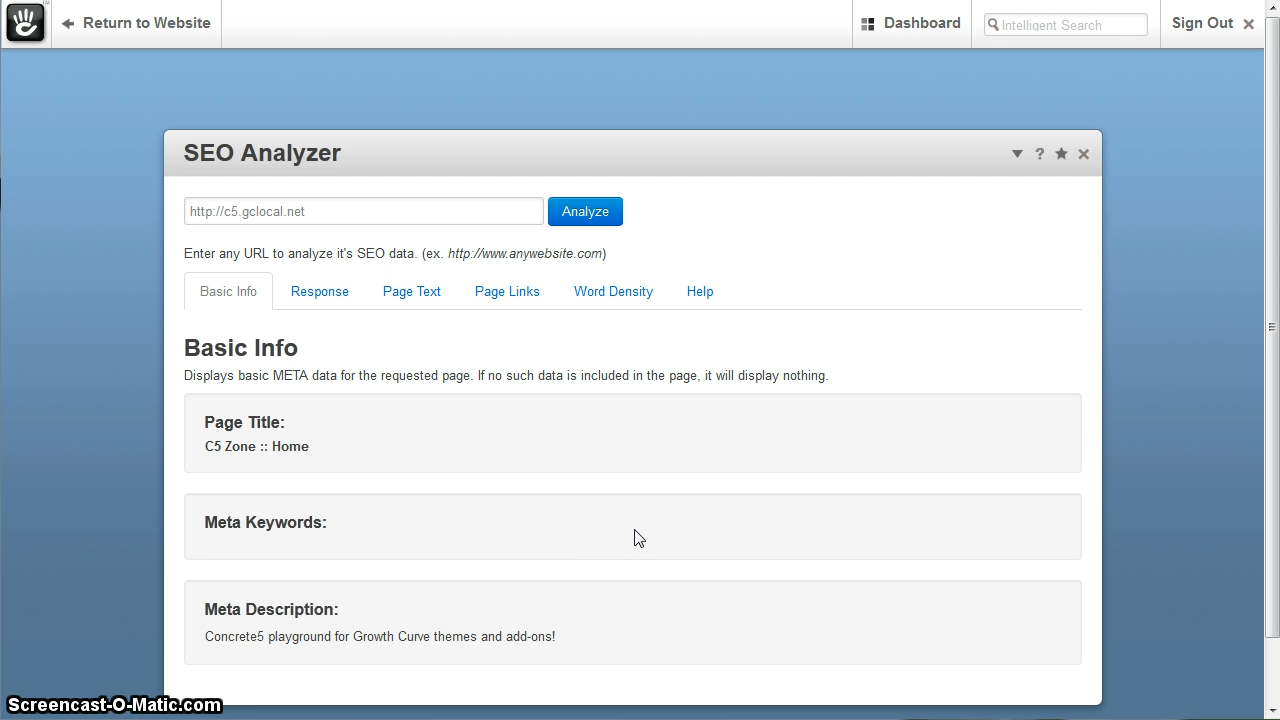 Return to Website
Dashboard
Intelligent Search
Sign Out
SEO Analyzer
?
http://c5.gclocal.net
Analyze
Enter any URL to analyze it's SEO data. (ex. http://www.anywebsite.com)
Basic Info Response Page Text Page Links Word Density Help
Basic Info
Displays basic META data for the requested page. If no such data is included in the page, it will display nothing.
Page Title:
C5 Zone :: Home
Meta Keywords:
Meta Description:
Concrete5 playground for Growth Curve themes and add-ons!
Screencast-O-Matic.com